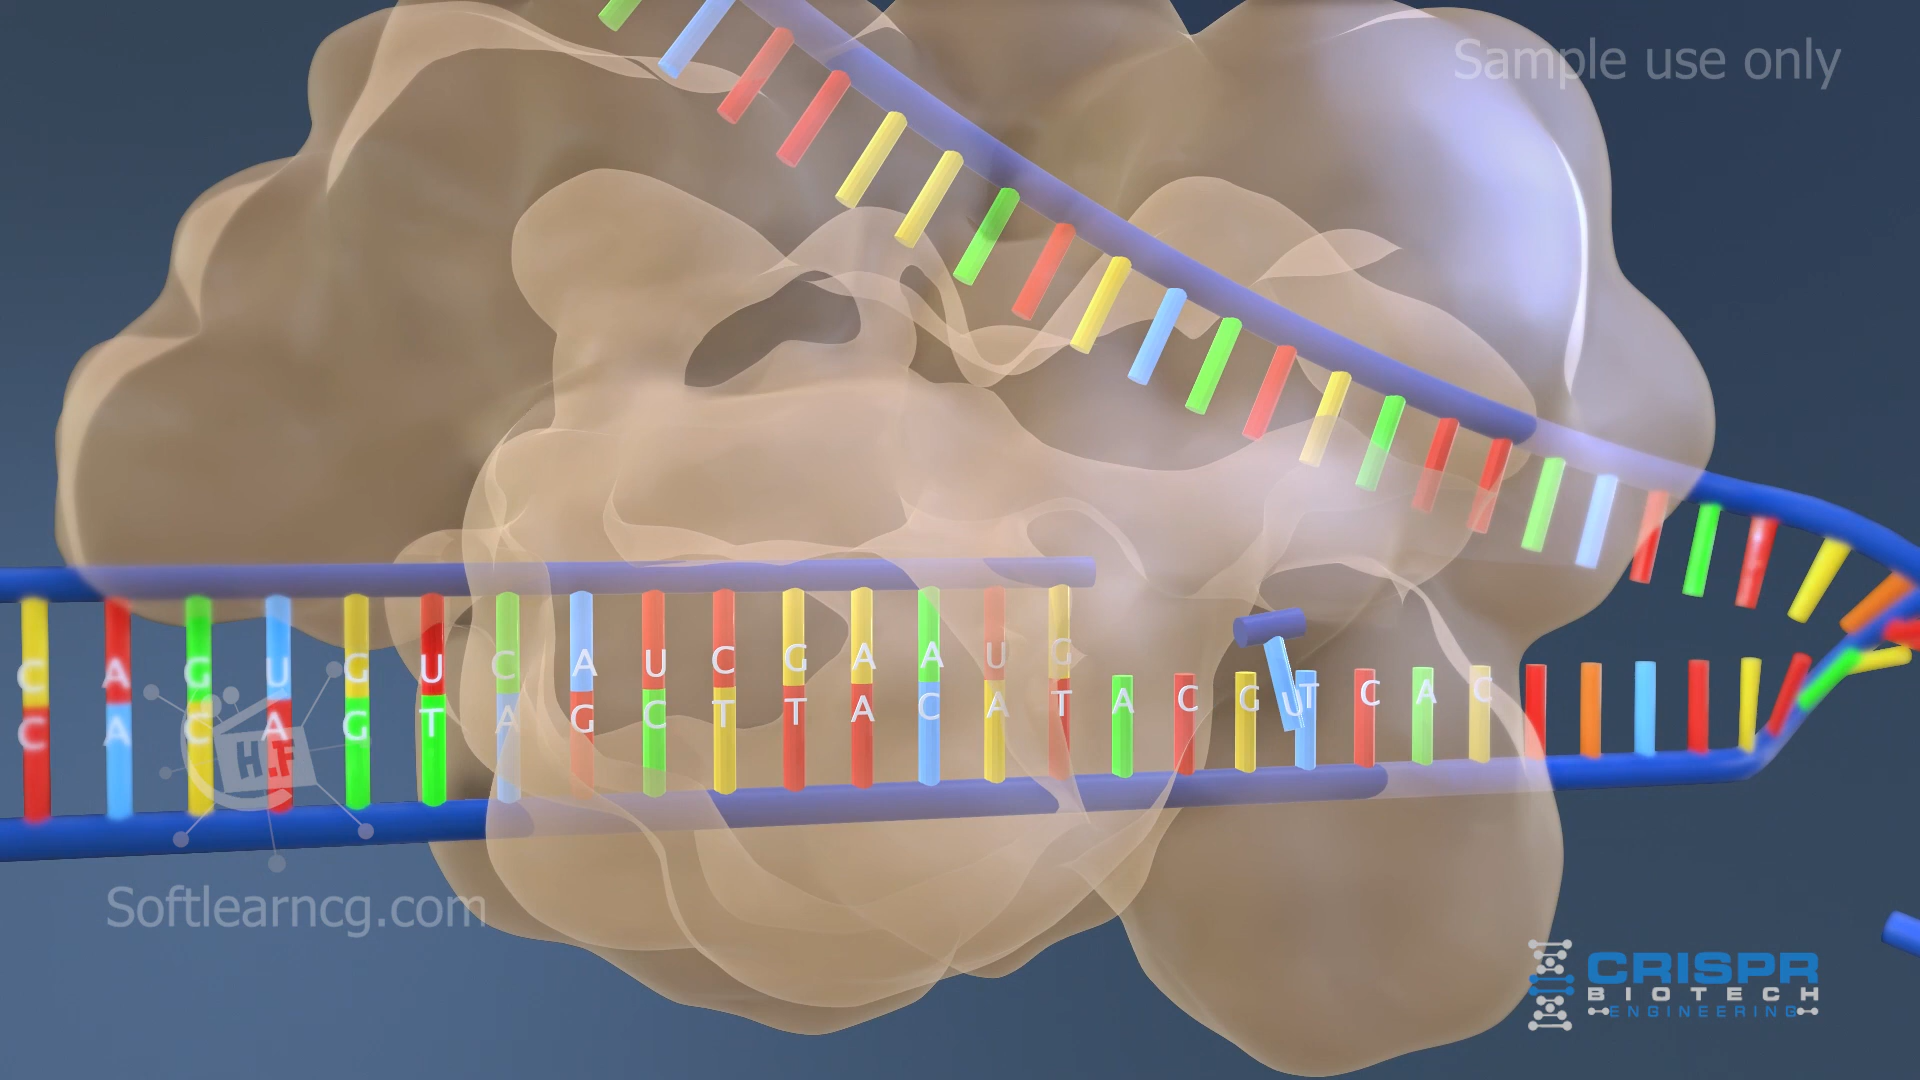 Sample use only
C A G U G U C A U C G A A U G
C A C A G T A G C T T A C A T A C G U T C A C
H.F
Softlearncg.com
CRISPR
BIOTECH
ENGINEERING